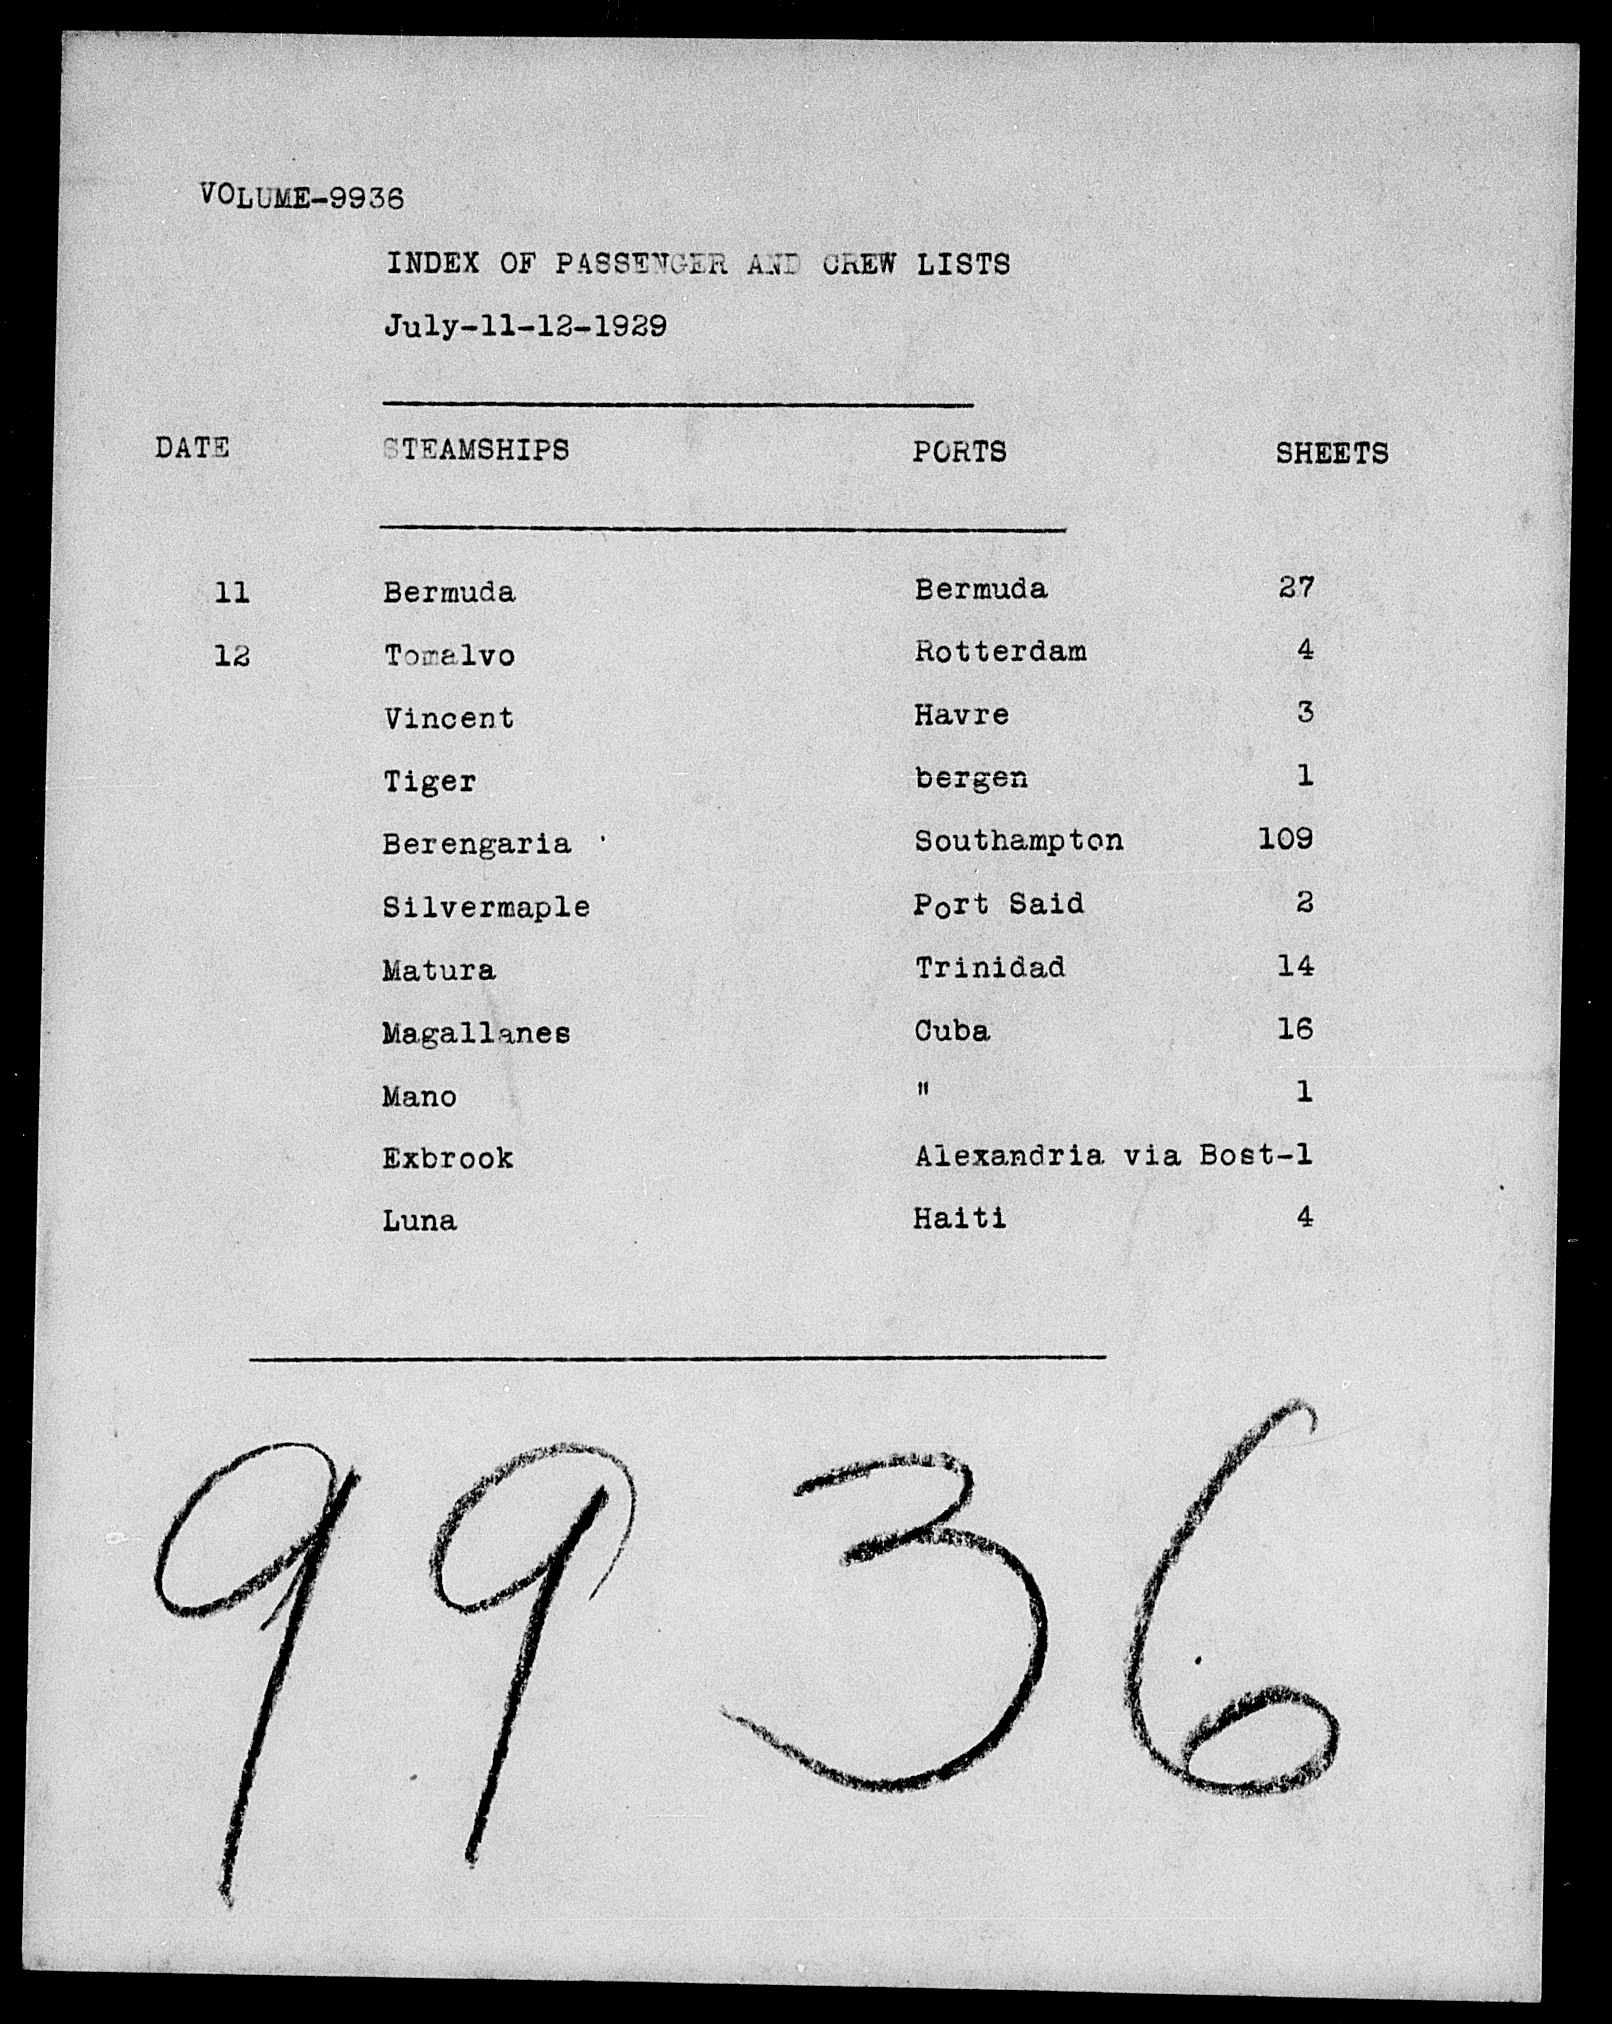 VOLUME-9936
INDEX OF PASSENGER AND CREW LISTS
July-11-12-1929
DATE STEAMSHIPS PORTS SHEETS
11 Bermuda Bermuda 27
12 Tomalvo Rotterdam 4
Vincent Havre 3
Tiger bergen 1
Berengaria Southampton 109
Silvermaple Port Said 2
Matura Trinidad 14
Magallanes Cuba 16
Mano " 1
Exbrook Alexandria via Bost-1
Luna Haiti 4
9936